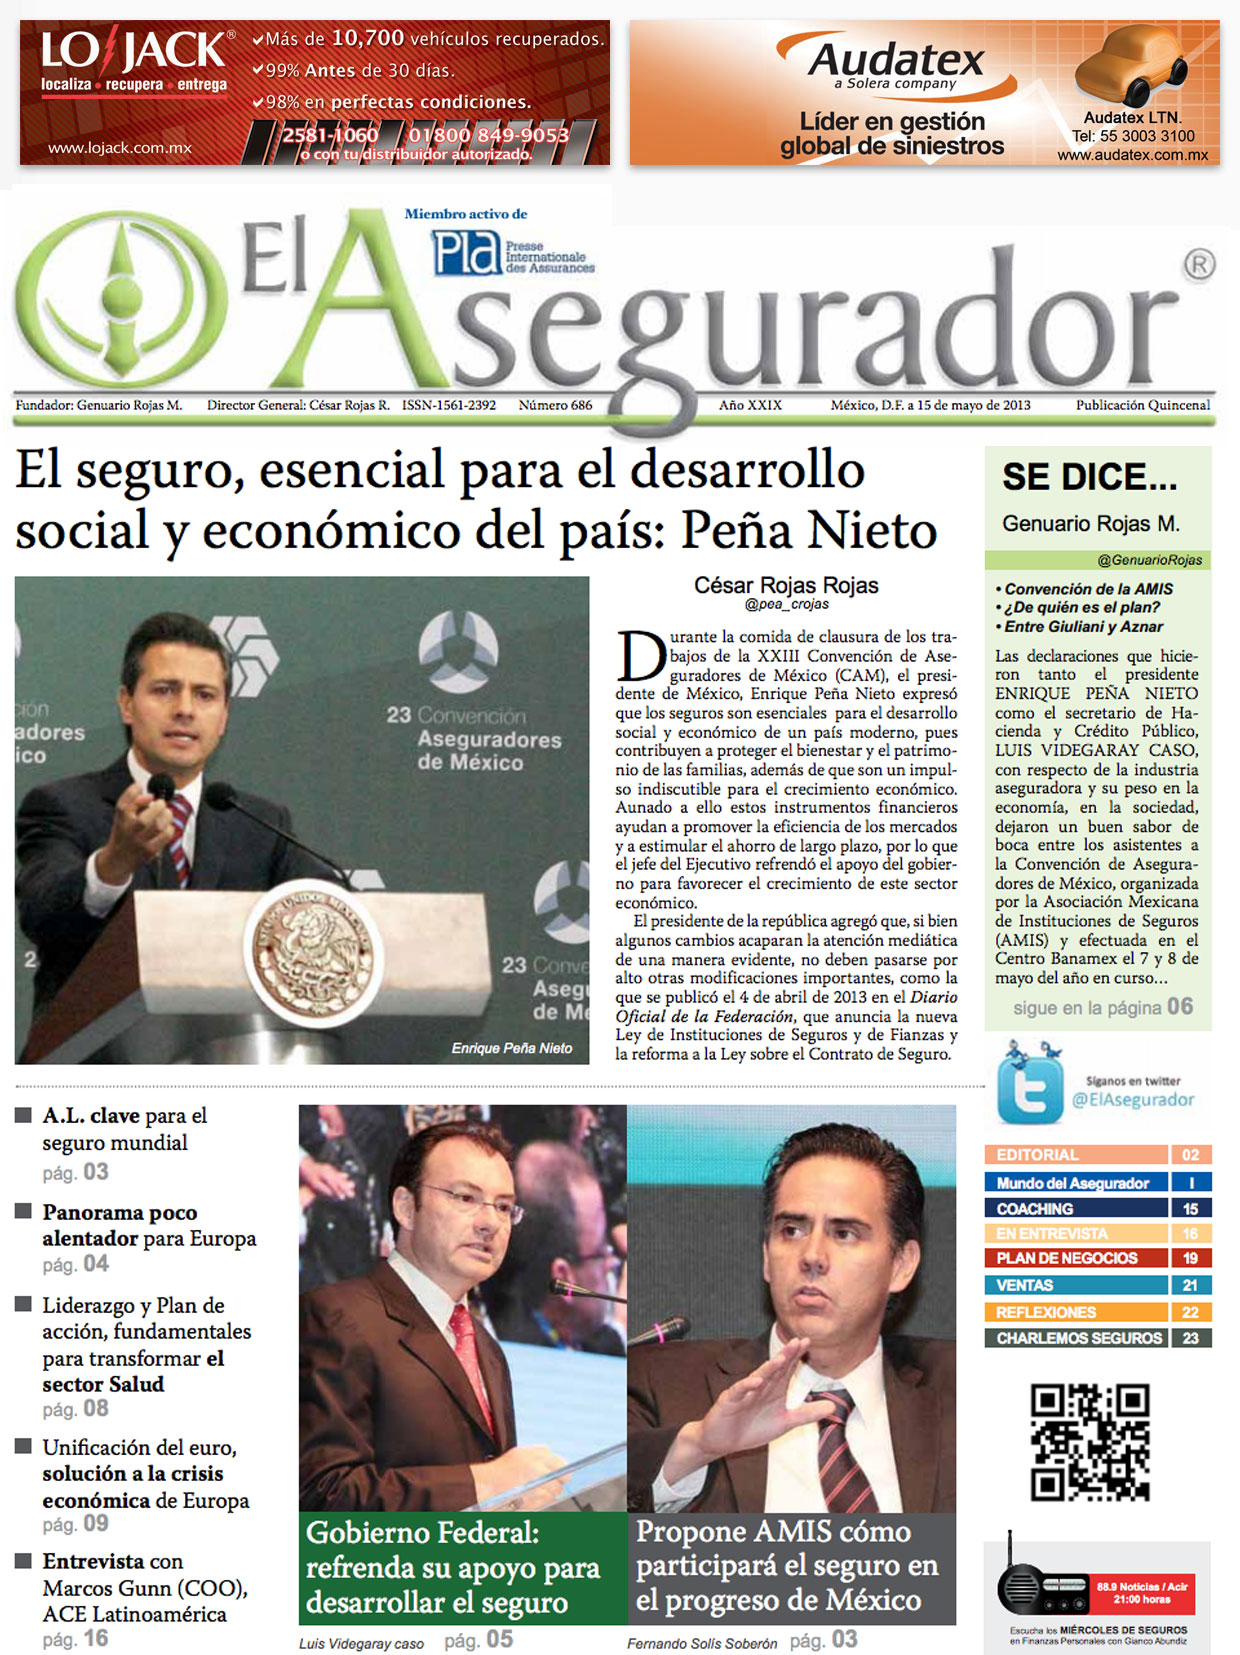 LO JACK®
localiza • recupera • entrega
www.lojack.com.mx
Más de 10,700 vehículos recuperados.
99% Antes de 30 días.
98% en perfectas condiciones.
2581-1060 01800 849-9053
o con tu distribuidor autorizado.
Audatex
a Solera company
Líder en gestión
global de siniestros
Audatex LTN.
Tel: 55 3003 3100
www.audatex.com.mx
Miembro activo de
Pla Presse
Internationale
des Assurances
El Asegurador ®
Fundador: Genuario Rojas M. Director General: César Rojas R. ISSN-1561-2392 Número 686 Año XXIX México, D.F. a 15 de mayo de 2013 Publicación Quincenal
El seguro, esencial para el desarrollo
social y económico del país: Peña Nieto
ción
adores
ico
23 Convención
Aseguradores
de México
2
23 Conve
Asegu
de Mé
ESTADOS UNIDOS MEXICANOS
Enrique Peña Nieto
César Rojas Rojas
@pea_crojas
Durante la comida de clausura de los tra-
bajos de la XXIII Convención de Ase-
guradores de México (CAM), el presi-
dente de México, Enrique Peña Nieto expresó
que los seguros son esenciales para el desarrollo
social y económico de un país moderno, pues
contribuyen a proteger el bienestar y el patrimo-
nio de las familias, además de que son un impul-
so indiscutible para el crecimiento económico.
Aunado a ello estos instrumentos financieros
ayudan a promover la eficiencia de los mercados
y a estimular el ahorro de largo plazo, por lo que
el jefe del Ejecutivo refrendó el apoyo del gobier-
no para favorecer el crecimiento de este sector
económico.
El presidente de la república agregó que, si bien
algunos cambios acaparan la atención mediática
de una manera evidente, no deben pasarse por
alto otras modificaciones importantes, como la
que se publicó el 4 de abril de 2013 en el Diario
Oficial de la Federación, que anuncia la nueva
Ley de Instituciones de Seguros y de Fianzas y
la reforma a la Ley sobre el Contrato de Seguro.
SE DICE...
Genuario Rojas M.
@GenuarioRojas
• Convención de la AMIS
• ¿De quién es el plan?
• Entre Giuliani y Aznar
Las declaraciones que hicie-
ron tanto el presidente
ENRIQUE PEÑA NIETO
como el secretario de Ha-
cienda y Crédito Público,
LUIS VIDEGARAY CASO,
con respecto de la industria
aseguradora y su peso en la
economía, en la sociedad,
dejaron un buen sabor de
boca entre los asistentes a
la Convención de Asegura-
dores de México, organizada
por la Asociación Mexicana
de Instituciones de Seguros
(AMIS) y efectuada en el
Centro Banamex el 7 y 8 de
mayo del año en curso...
sigue en la página 06
Síganos en twitter
@ElAsegurador
A.L. clave para el
seguro mundial
pág. 03
Panorama poco
alentador para Europa
pág. 04
Liderazgo y Plan de
acción, fundamentales
para transformar el
sector Salud
pág. 08
Unificación del euro,
solución a la crisis
económica de Europa
pág. 09
Entrevista con
Marcos Gunn (COO),
ACE Latinoamérica
pág. 16
Gobierno Federal:
refrenda su apoyo para
desarrollar el seguro
Luis Videgaray caso pág. 05
Propone AMIS cómo
participará el seguro en
el progreso de México
Fernando Solís Soberón pág. 03
EDITORIAL 02
Mundo del Asegurador I
COACHING 15
EN ENTREVISTA 16
PLAN DE NEGOCIOS 19
VENTAS 21
REFLEXIONES 22
CHARLEMOS SEGUROS 23
88.9 Noticias / Acir
21:00 horas
Escucha los MIÉRCOLES DE SEGUROS
en Finanzas Personales con Gianco Abundiz